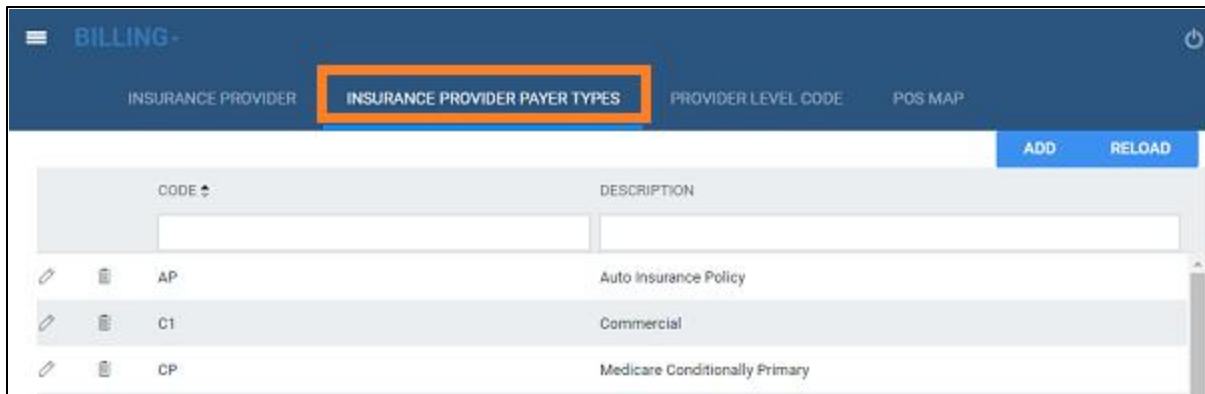 BILLING-
INSURANCE PROVIDER INSURANCE PROVIDER PAYER TYPES PROVIDER LEVEL CODE POS MAP
ADD RELOAD
CODE DESCRIPTION
AP Auto Insurance Policy
C1 Commercial
CP Medicare Conditionally Primary